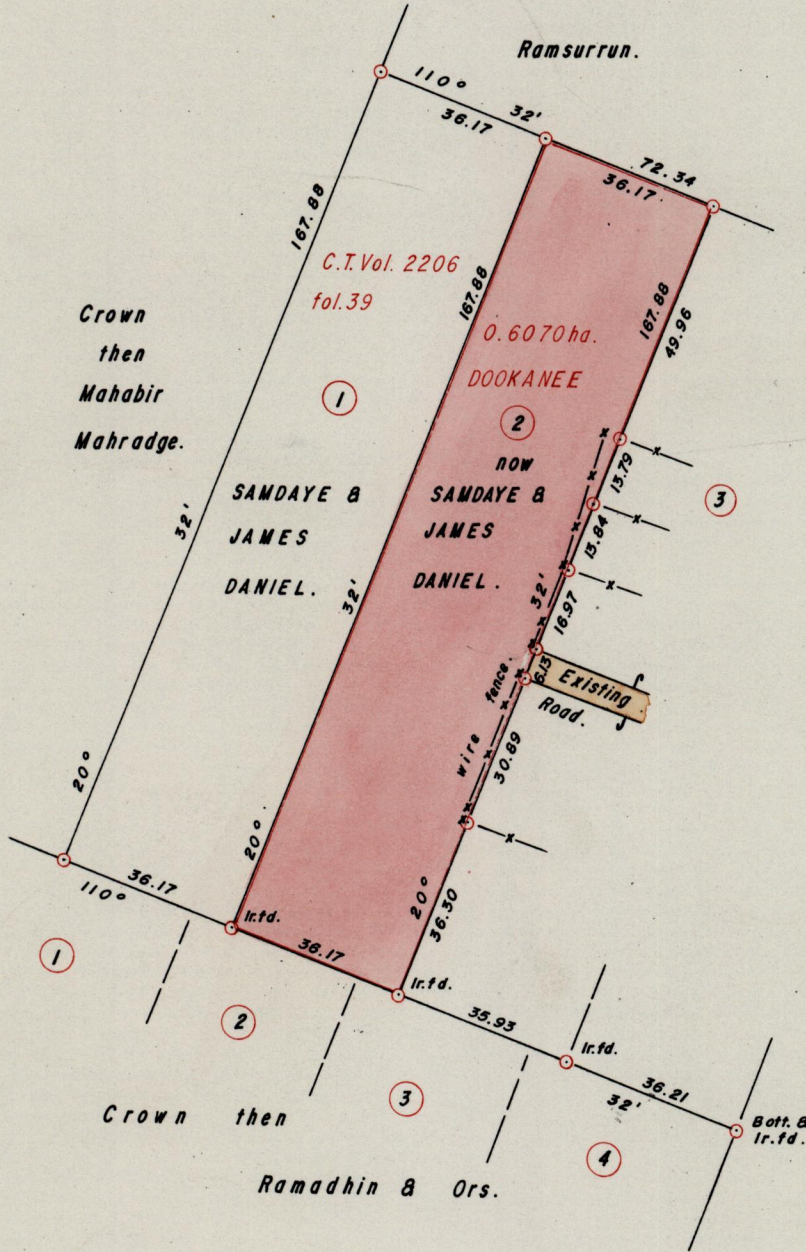 Ramsurrun.
110°
32'
36.17
72.34
36.17
167.88
C.T. Vol. 2206
fol. 39
167.88
167.88
49.96
0.6070 ha.
DOOKANEE
Crown
then
Mahabir
Mahradge.
1
2
now
3
SAMDAYE &
JAMES
DANIEL.
SAMDAYE &
JAMES
DANIEL.
32'
32'
32'
13.79
13.84
16.97
6.13
Existing
Road.
wire fence.
30.89
20°
20°
20°
36.30
36.17
110°
Ir.fd.
36.17
Ir.fd.
35.93
Ir.fd.
36.21
32'
Bott. &
Ir.fd.
1
2
3
4
Crown then
Ramadhin & Ors.